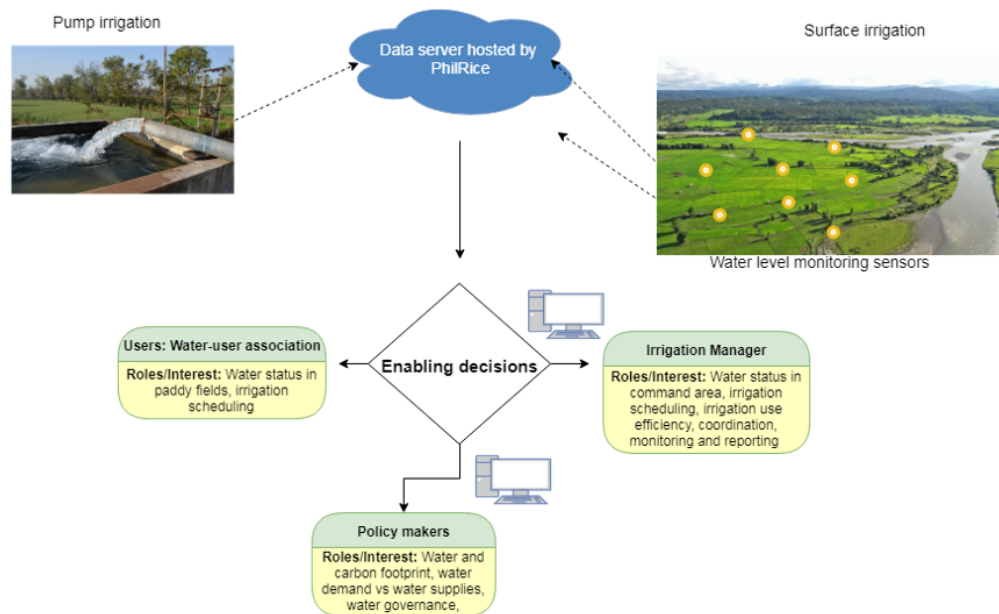 Pump irrigation
Data server hosted by
PhilRice
Surface irrigation
Water level monitoring sensors
Users: Water-user association
Roles/Interest: Water status in
paddy fields, irrigation
scheduling
Enabling decisions
Irrigation Manager
Roles/Interest: Water status in
command area, irrigation
scheduling, irrigation use
efficiency, coordination,
monitoring and reporting
Policy makers
Roles/Interest: Water and
carbon footprint, water
demand vs water supplies,
water governance,